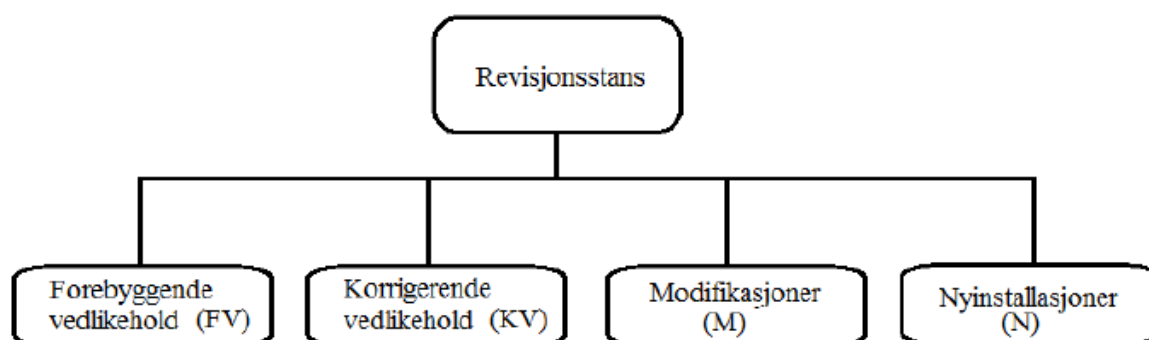 Revisjonsstans
Forebyggende
vedlikehold (FV)
Korrigerende
vedlikehold (KV)
Modifikasjoner
(M)
Nyinstallasjoner
(N)